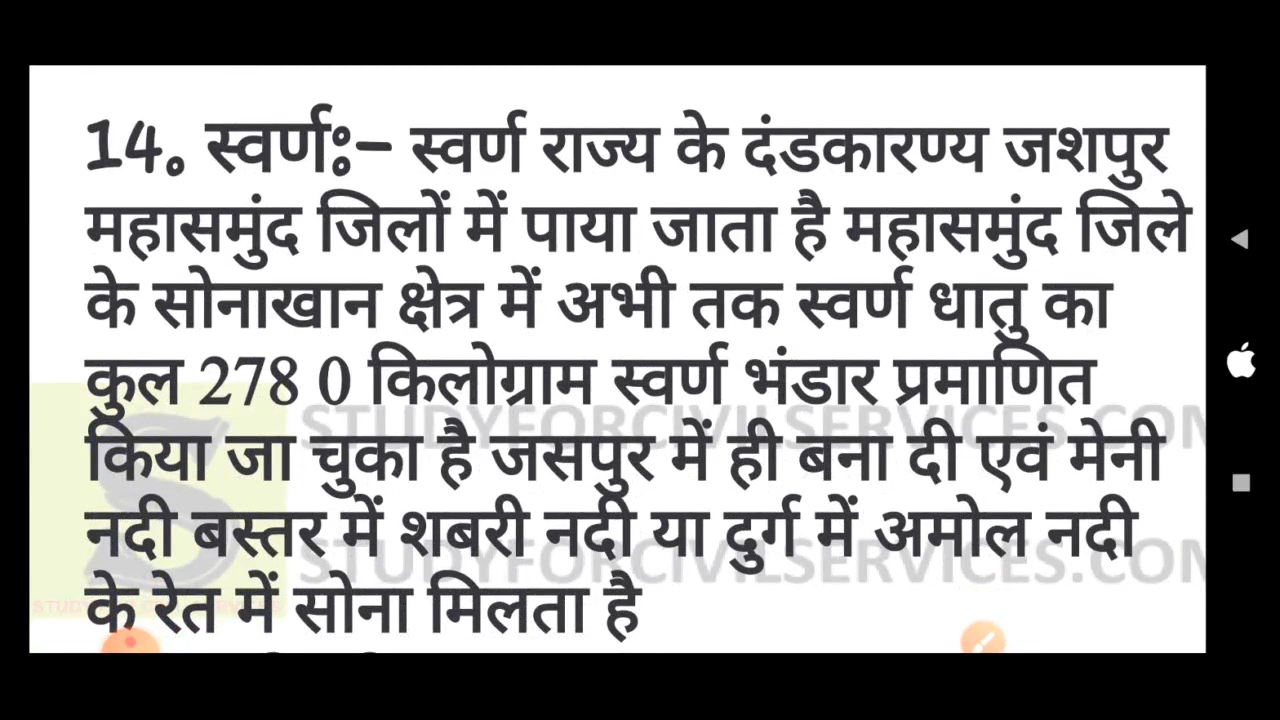 14. स्वर्ण:- स्वर्ण राज्य के दंडकारण्य जशपुर
महासमुंद जिलों में पाया जाता है महासमुंद जिले
के सोनाखान क्षेत्र में अभी तक स्वर्ण धातु का
कुल 278 0 किलोग्राम स्वर्ण भंडार प्रमाणित
STUDYFORCIVILSERVICES.COM
किया जा चुका है जसपुर में ही बना दी एवं मेनी
नदी बस्तर में शबरी नदी या दुर्ग में अमोल नदी
STUDYFORCIVILSERVICES.COM
के रेत में सोना मिलता है